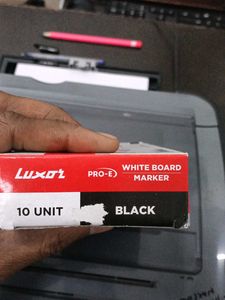 Luxor PRO-E WHITE BOARD
MARKER
10 UNIT BLACK